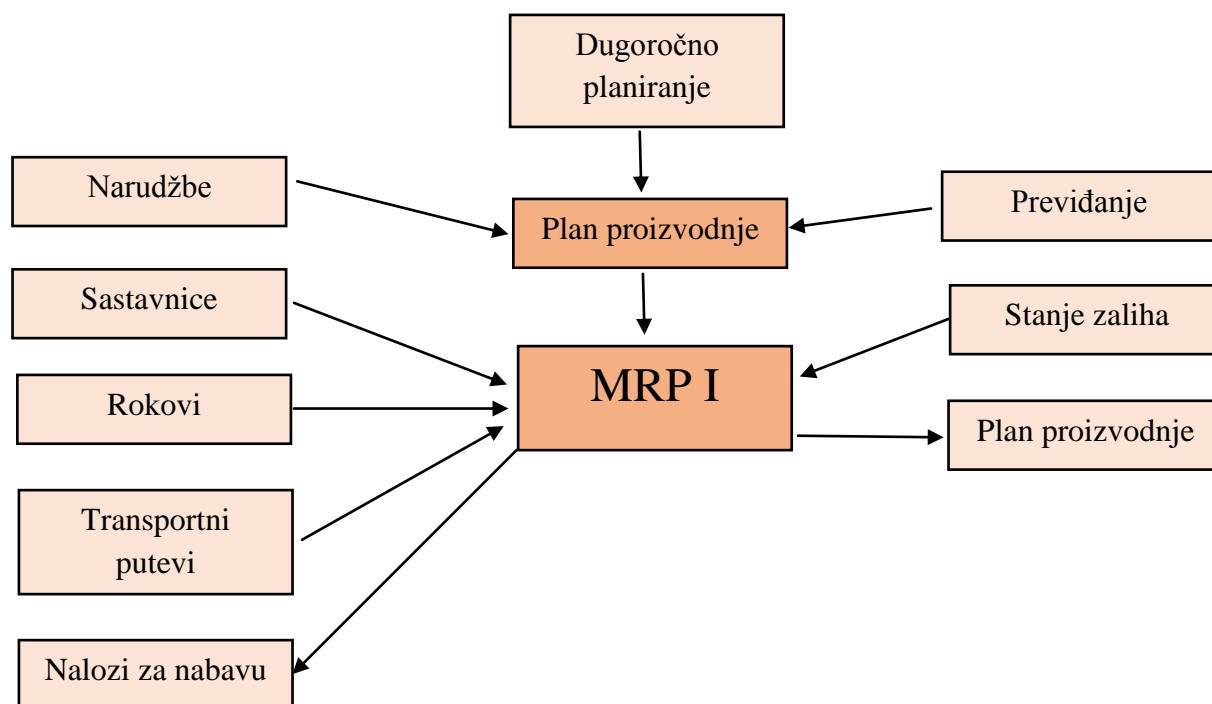 Dugoročno
planiranje
Narudžbe
Plan proizvodnje
Previđanje
Sastavnice
Stanje zaliha
MRP I
Rokovi
Plan proizvodnje
Transportni
putevi
Nalozi za nabavu